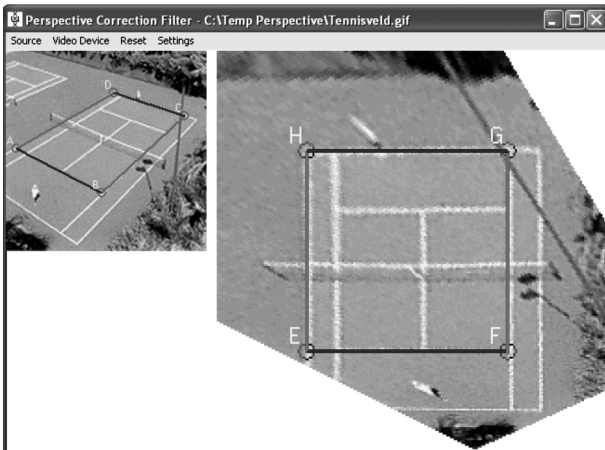 Perspective Correction Filter - C:\Temp Perspective\Tennisveld.gif
Source Video Device Reset Settings
D
C
A
B
H
G
E
F